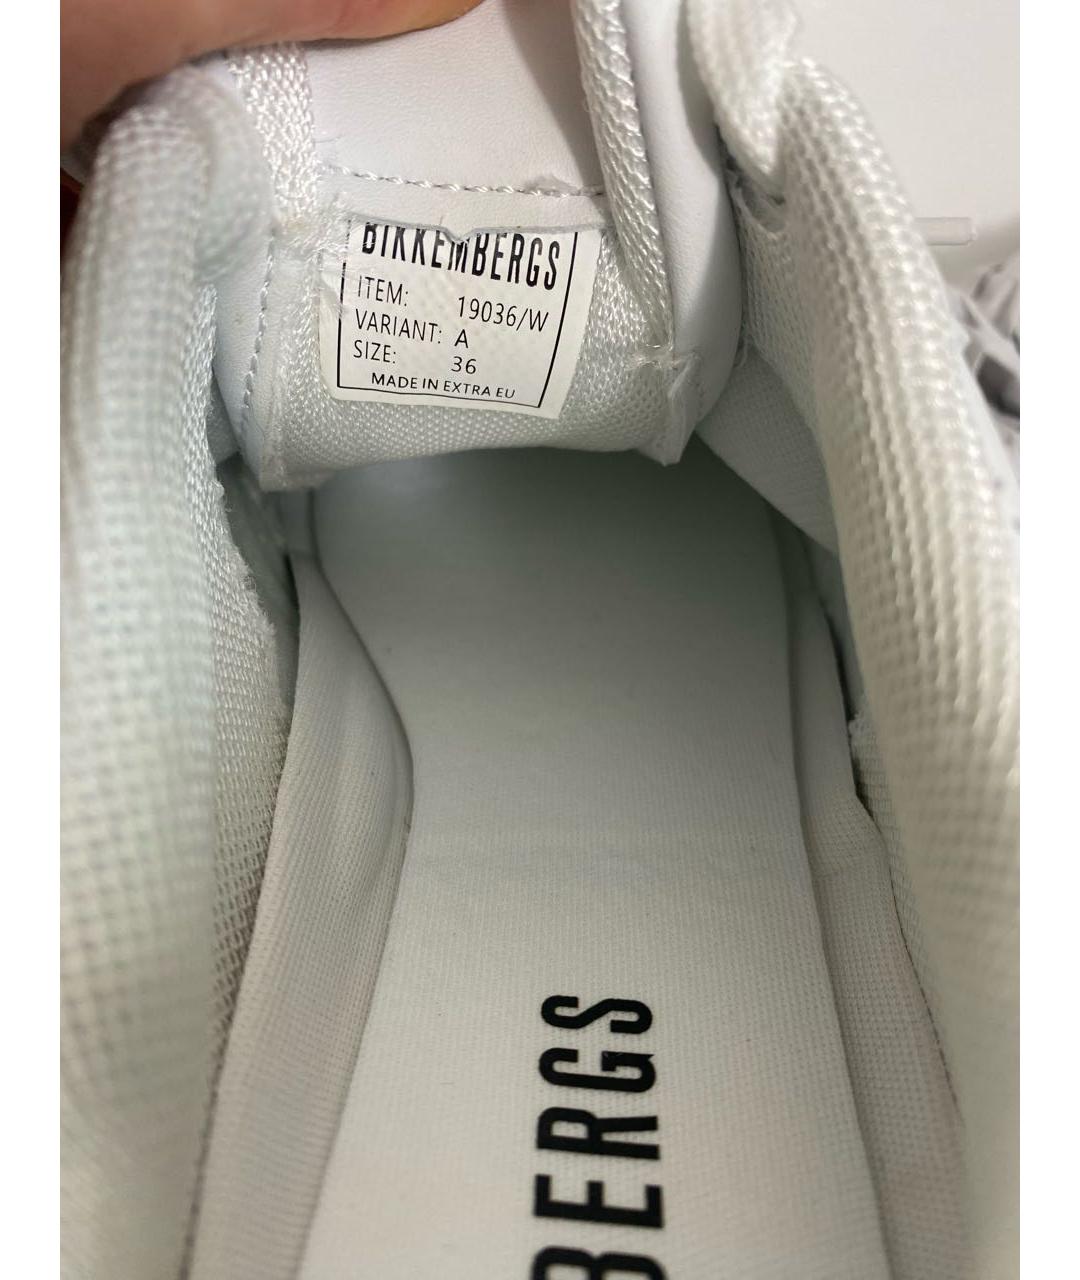 BIKKEMBERGS
ITEM: 19036/W
VARIANT: A
SIZE: 36
MADE IN EXTRA EU
BERGS